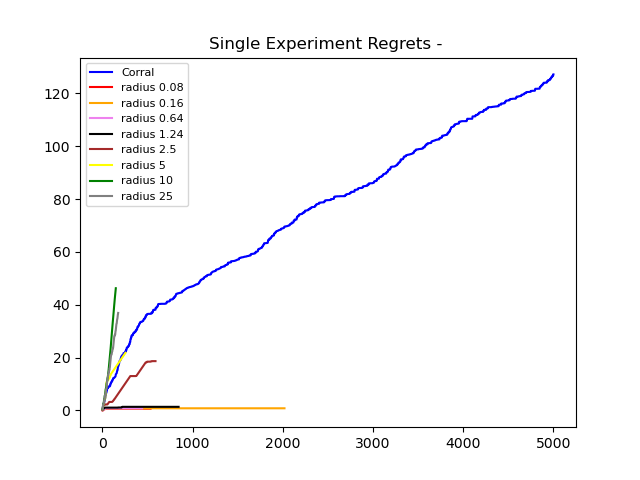 Single Experiment Regrets -
Corral
radius 0.08
radius 0.16
radius 0.64
radius 1.24
radius 2.5
radius 5
radius 10
radius 25
120
100
80
60
40
20
0
0 1000 2000 3000 4000 5000